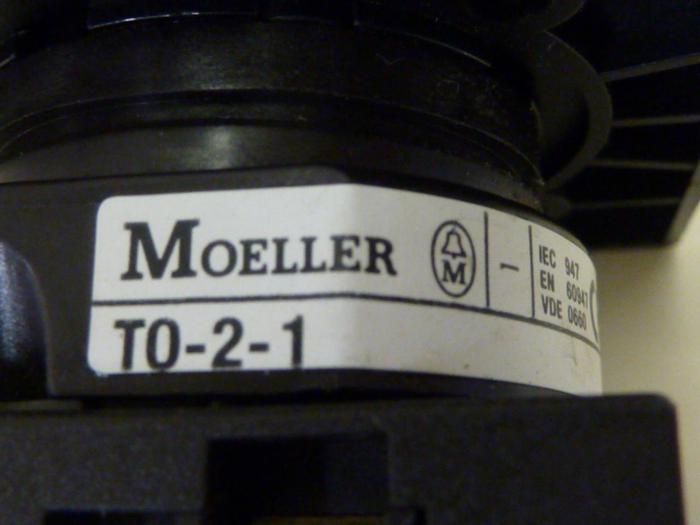 MOELLER
M
I
IEC 947
EN 60947
VDE 0660
T0-2-1